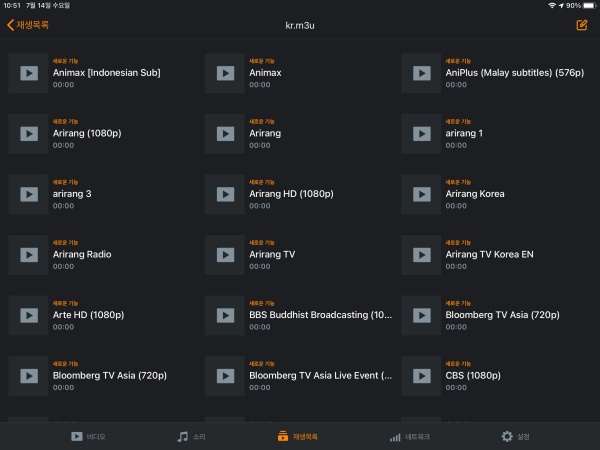 10:51 7월 14일 수요일 90%
재생목록 kr.m3u
새로운 기능 새로운 기능 새로운 기능
Animax [Indonesian Sub] Animax AniPlus (Malay subtitles) (576p)
00:00 00:00 00:00
새로운 기능 새로운 기능 새로운 기능
Arirang (1080p) Arirang arirang 1
00:00 00:00 00:00
새로운 기능 새로운 기능 새로운 기능
arirang 3 Arirang HD (1080p) Arirang Korea
00:00 00:00 00:00
새로운 기능 새로운 기능 새로운 기능
Arirang Radio Arirang TV Arirang TV Korea EN
00:00 00:00 00:00
새로운 기능 새로운 기능 새로운 기능
Arte HD (1080p) BBS Buddhist Broadcasting (10... Bloomberg TV Asia (720p)
00:00 00:00 00:00
새로운 기능 새로운 기능 새로운 기능
Bloomberg TV Asia (720p) Bloomberg TV Asia Live Event (... CBS (1080p)
00:00 00:00 00:00
비디오 소리 재생목록 네트워크 설정